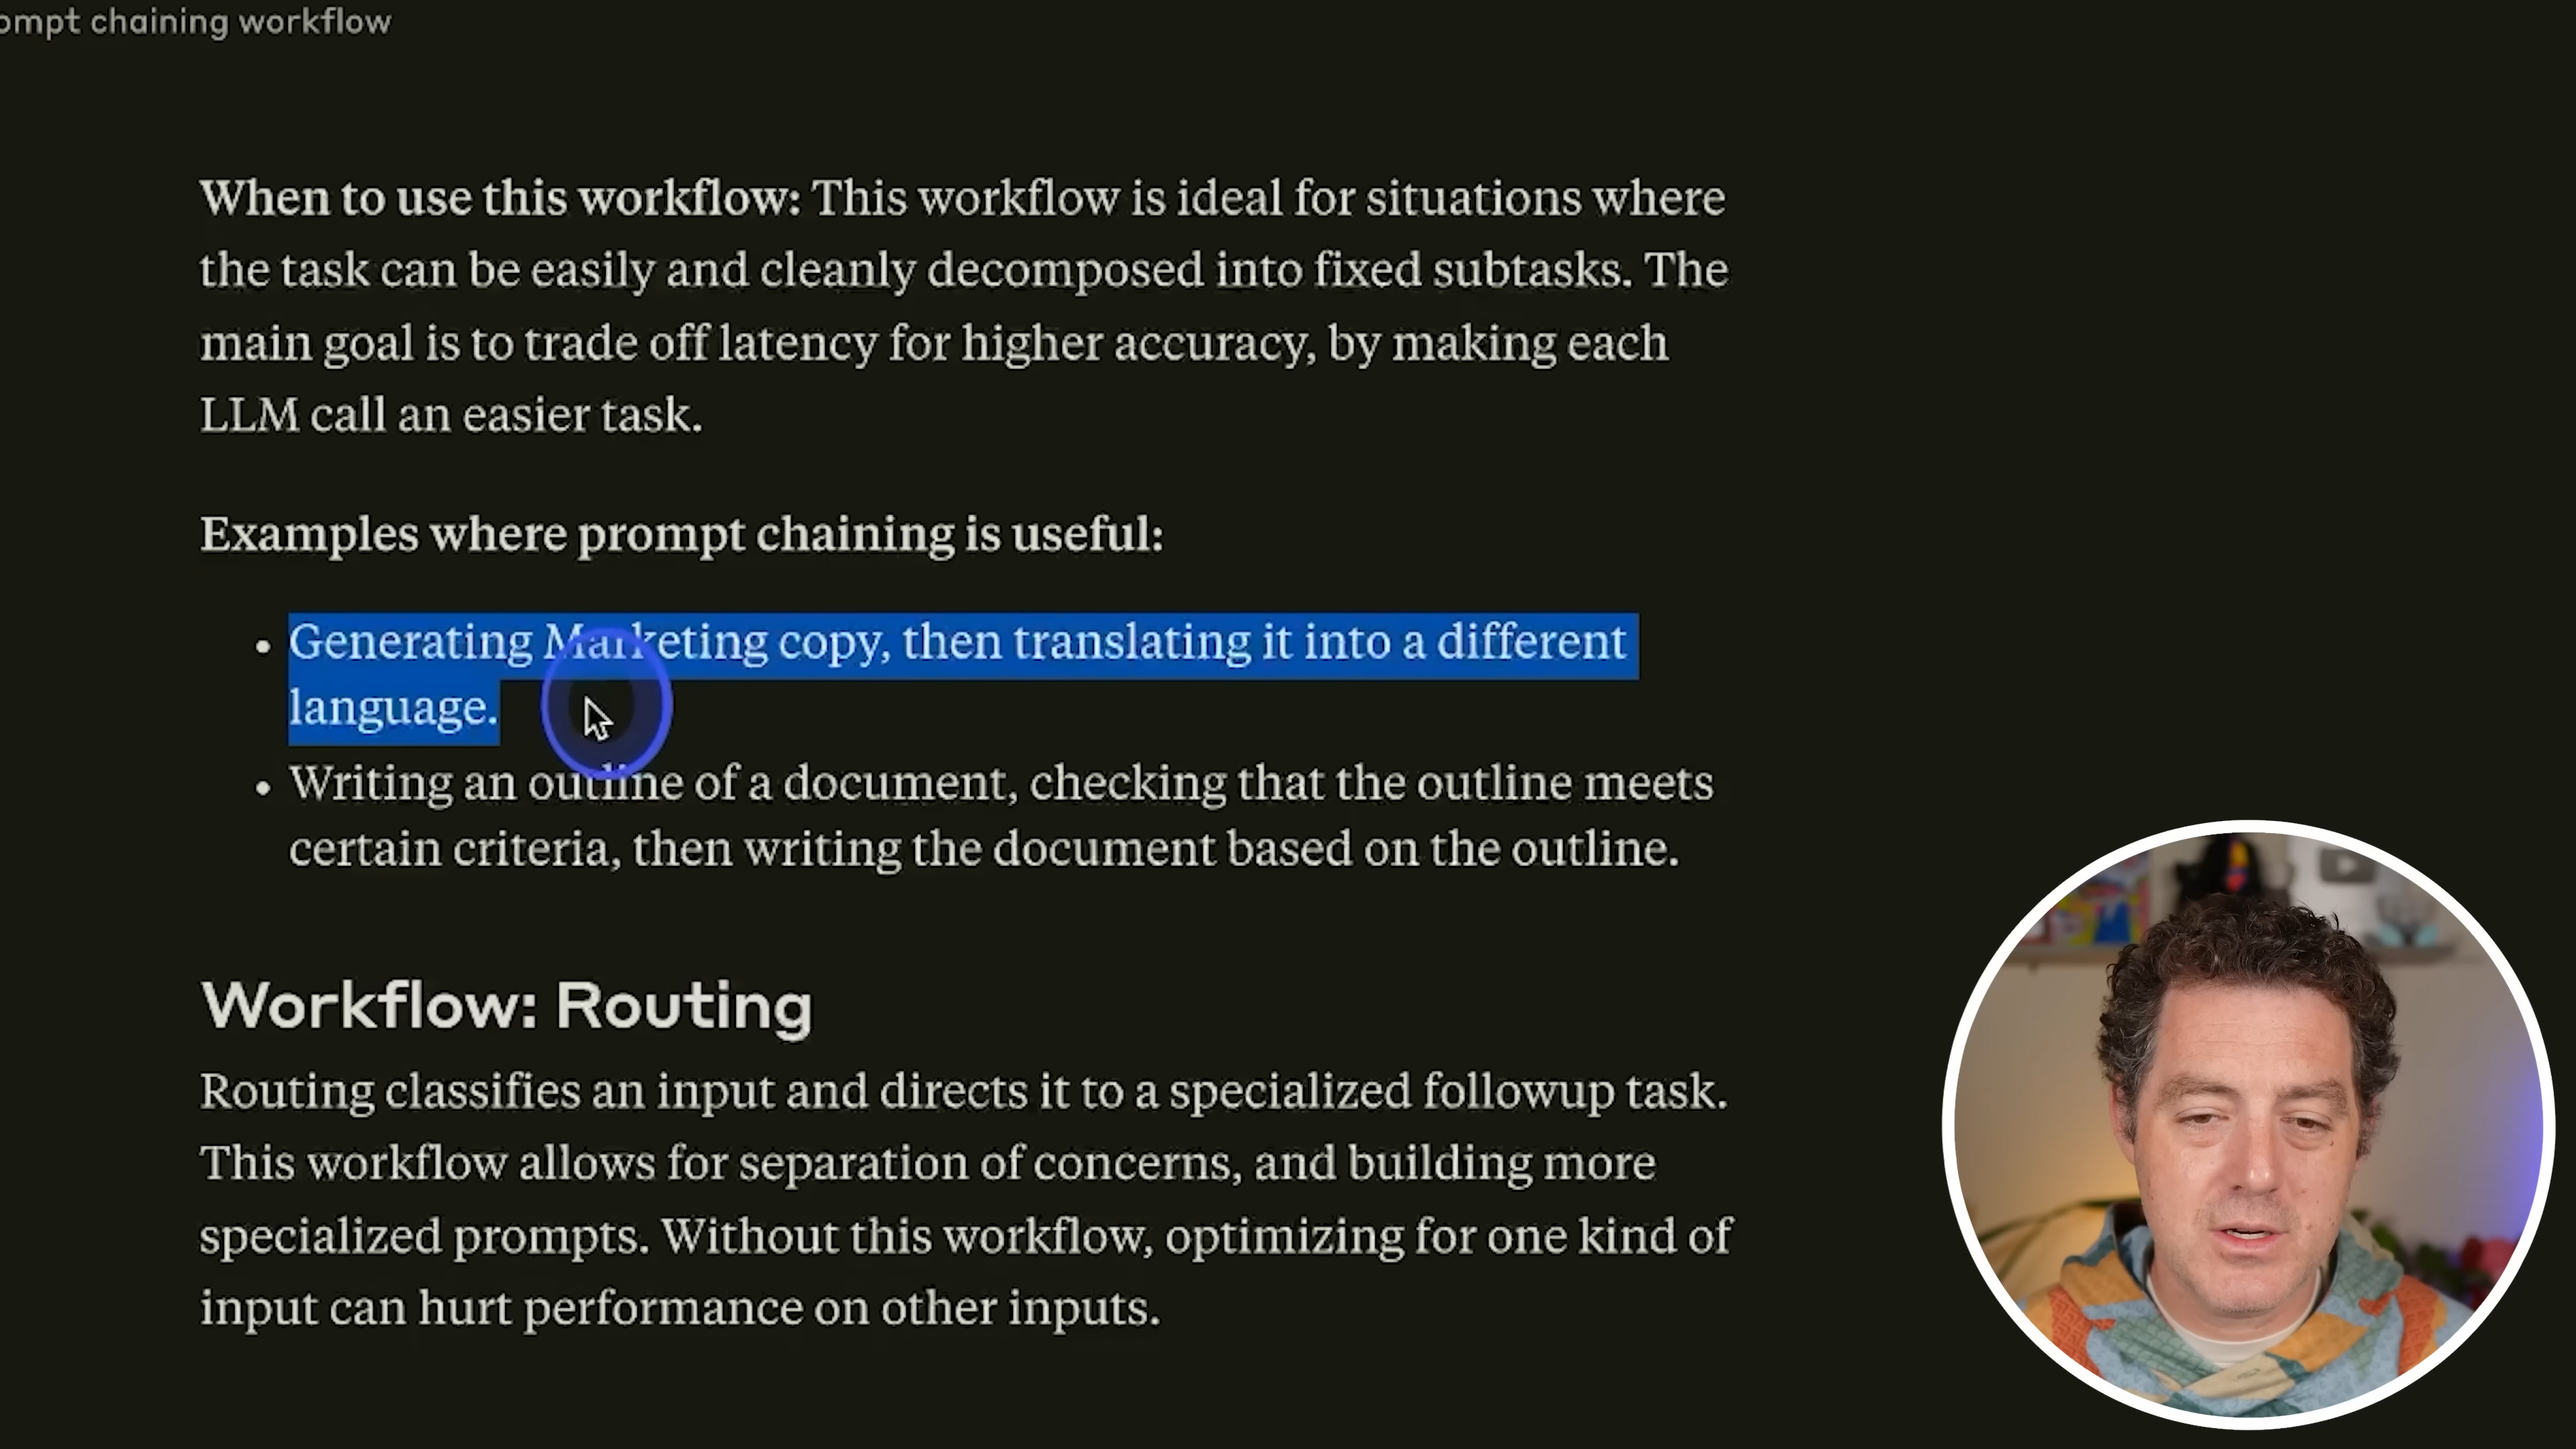 ompt chaining workflow
When to use this workflow: This workflow is ideal for situations where
the task can be easily and cleanly decomposed into fixed subtasks. The
main goal is to trade off latency for higher accuracy, by making each
LLM call an easier task.
Examples where prompt chaining is useful:
• Generating Marketing copy, then translating it into a different
language.
• Writing an outline of a document, checking that the outline meets
certain criteria, then writing the document based on the outline.
Workflow: Routing
Routing classifies an input and directs it to a specialized followup task.
This workflow allows for separation of concerns, and building more
specialized prompts. Without this workflow, optimizing for one kind of
input can hurt performance on other inputs.